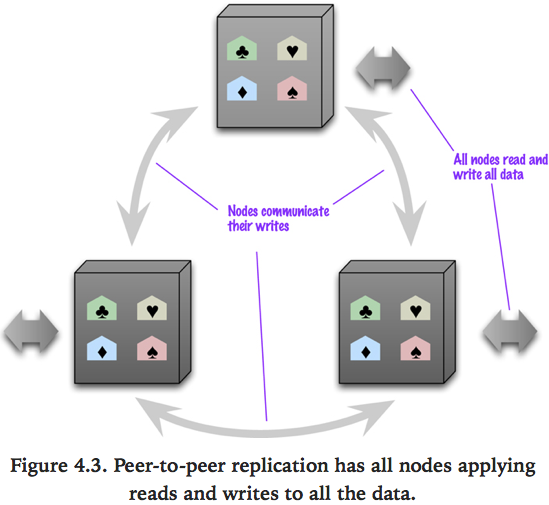 All nodes read and
write all data
Nodes communicate
their writes
Figure 4.3. Peer-to-peer replication has all nodes applying
reads and writes to all the data.